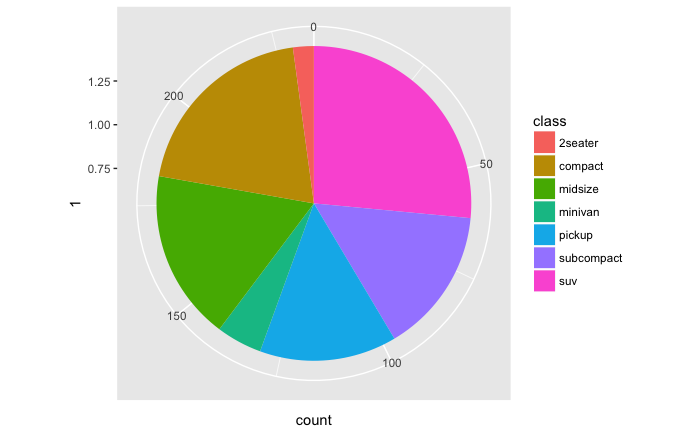 0
200
1.25
1.00
0.75
50
150
100
1
count
class
2seater
compact
midsize
minivan
pickup
subcompact
suv